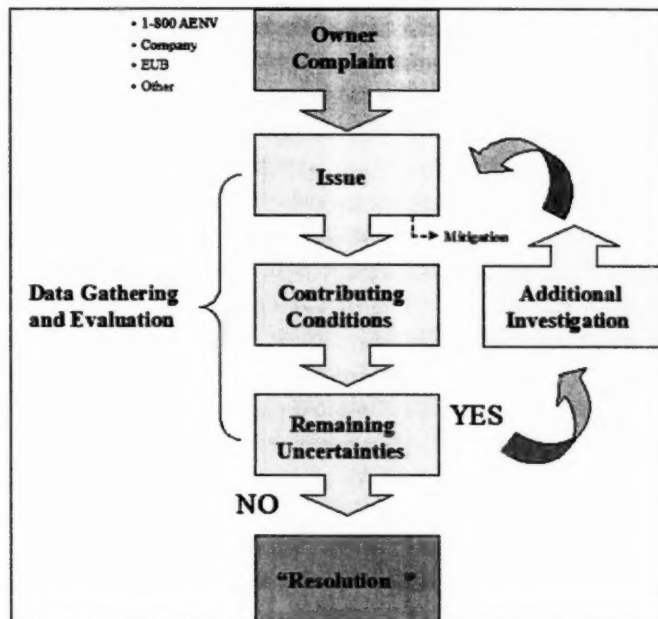 • 1-800 AENV
• Company
• EUB
• Other
Owner
Complaint
Issue
Mitigation
Data Gathering
and Evaluation
Contributing
Conditions
Additional
Investigation
Remaining
Uncertainties
YES
NO
“Resolution ”